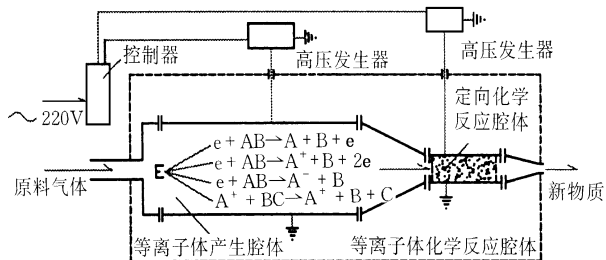 控制器
高压发生器
高压发生器
~220V
定向化学
反应腔体
e + AB→A + B + e
e + AB→A⁺+B + 2e
e + AB→A⁻ + B
A⁺ + BC→A⁺ + B + C
E
原料气体
新物质
等离子体产生腔体
等离子体化学反应腔体